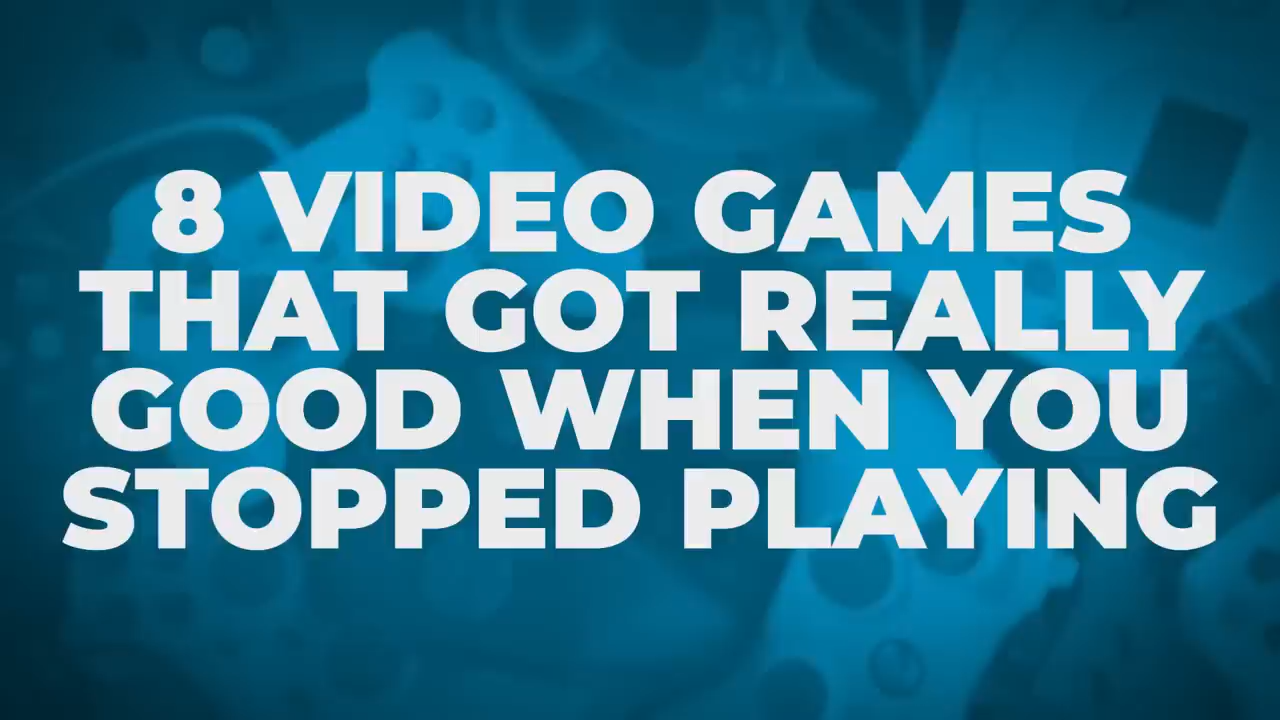 8 VIDEO GAMES
THAT GOT REALLY
GOOD WHEN YOU
STOPPED PLAYING